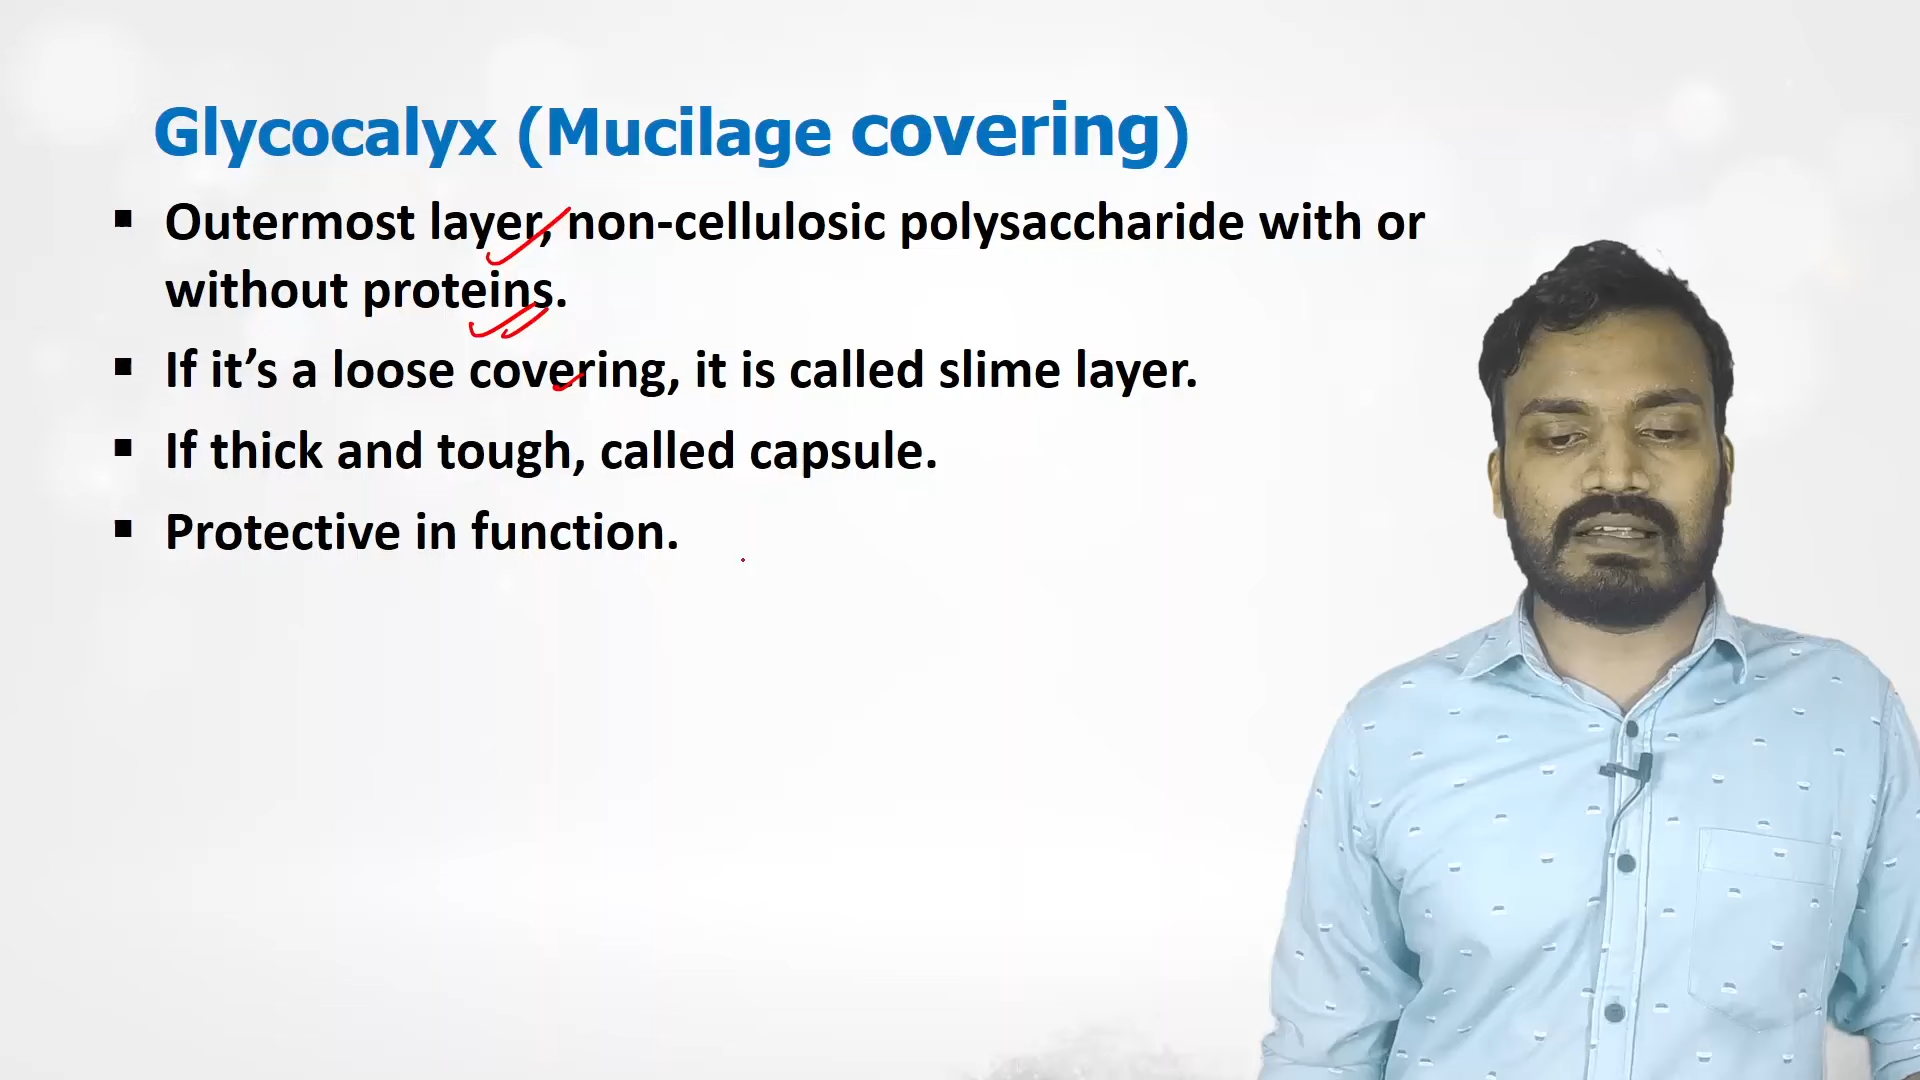 Glycocalyx (Mucilage covering)
▪ Outermost layer, non-cellulosic polysaccharide with or
without proteins.
▪ If it’s a loose covering, it is called slime layer.
▪ If thick and tough, called capsule.
▪ Protective in function.